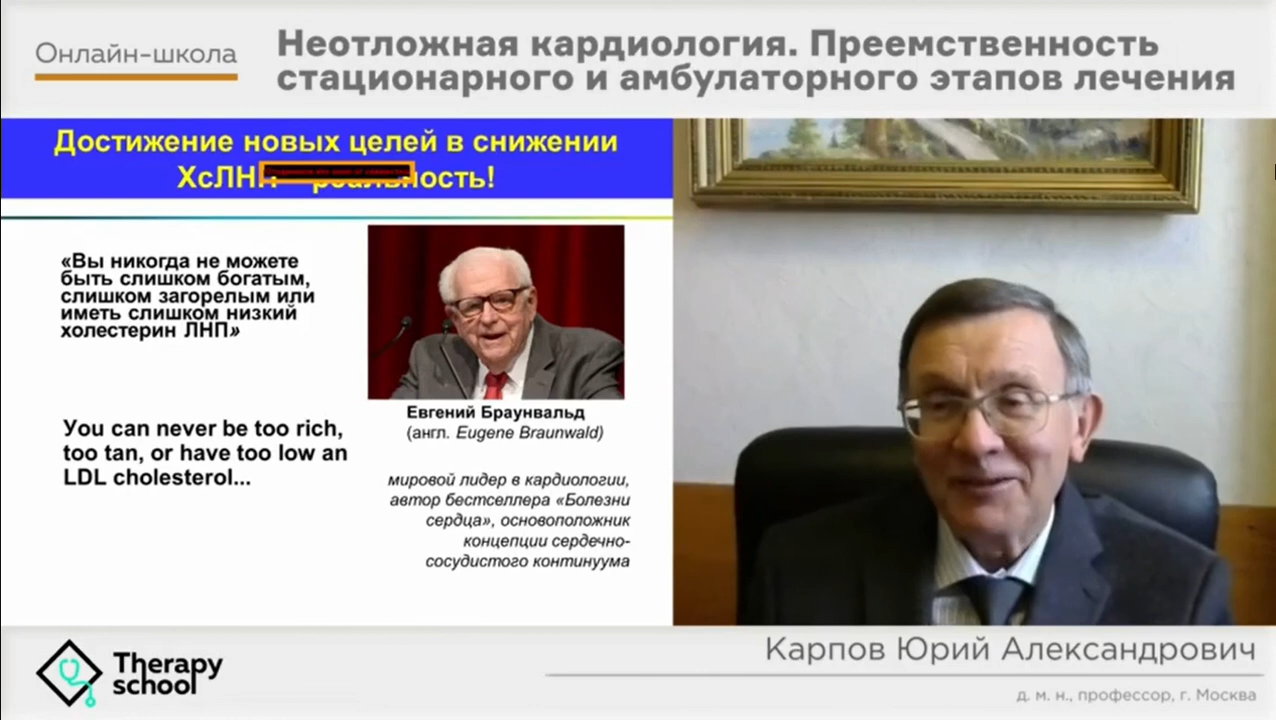 Онлайн-школа
Неотложная кардиология. Преемственность
стационарного и амбулаторного этапов лечения
Достижение новых целей в снижении
ХсЛНП – реальность!
«Вы никогда не можете
быть слишком богатым,
слишком загорелым или
иметь слишком низкий
холестерин ЛНП»
You can never be too rich,
too tan, or have too low an
LDL cholesterol...
Евгений Браунвальд
(англ. Eugene Braunwald)
мировой лидер в кардиологии,
автор бестселлера «Болезни
сердца», основоположник
концепции сердечно-
сосудистого континуума
Therapy
school
Карпов Юрий Александрович
д. м. н., профессор, г. Москва